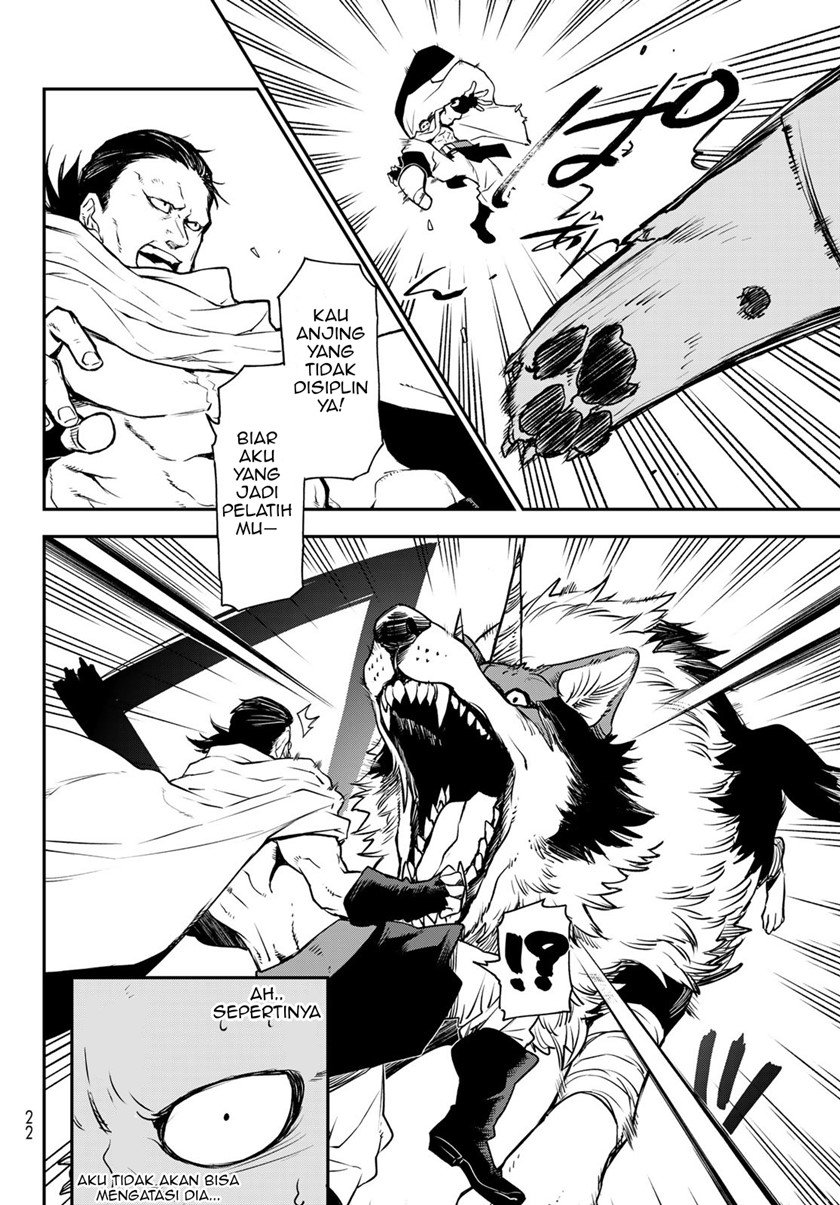 KAU
ANJING
YANG
TIDAK
DISIPLIN
YA!
BIAR
AKU
YANG
JADI
PELATIH
MU—
!?
AH..
SEPERTINYA
AKU TIDAK AKAN BISA
MENGATASI DIA...
22